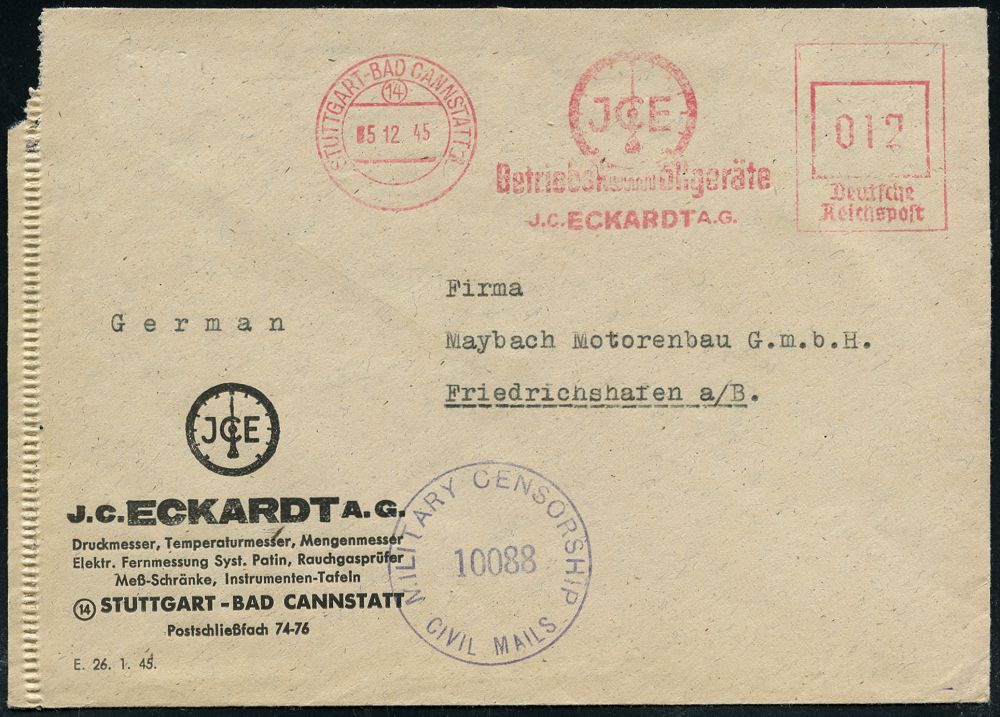 STUTTGART-BAD CANNSTATT
14
5 12 45
JCE
J.C. ECKARDT A.G.
012
Deutsche
Reichspost
Firma
German
Maybach Motorenbau G.m.b.H.
Friedrichshafen a/B.
JCE
J.C. ECKARDT A.G.
Druckmesser, Temperaturmesser, Mengenmesser
Elektr. Fernmessung Syst. Patin, Rauchgasprüfer
Meß-Schränke, Instrumenten-Tafeln
14 STUTTGART - BAD CANNSTATT
Postschließfach 74-76
E. 26. 1. 45.
MILITARY CENSORSHIP
10088
CIVIL MAILS